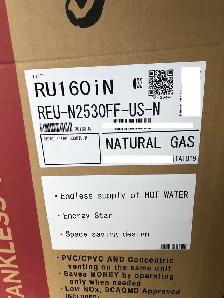 RU160iN
REU-N2530FF-US-N
NATURAL GAS
• Endless supply of HOT WATER
• Energy Star
• Space saving design
• PVC/CPVC AND Concentric
venting on the same unit
• Saves MONEY by operating
only when needed
• Low NOx, SCAQMD Approved
ANKLESS